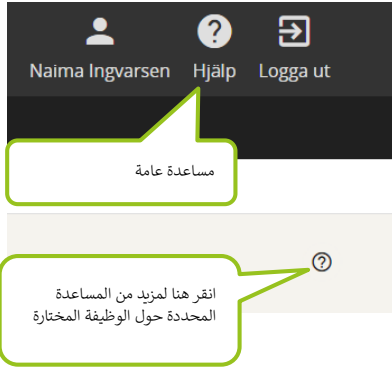 Naima Ingvarsen Hjälp Logga ut
مساعدة عامة
انقر هنا لمزيد من المساعدة
المحددة حول الوظيفة المختارة